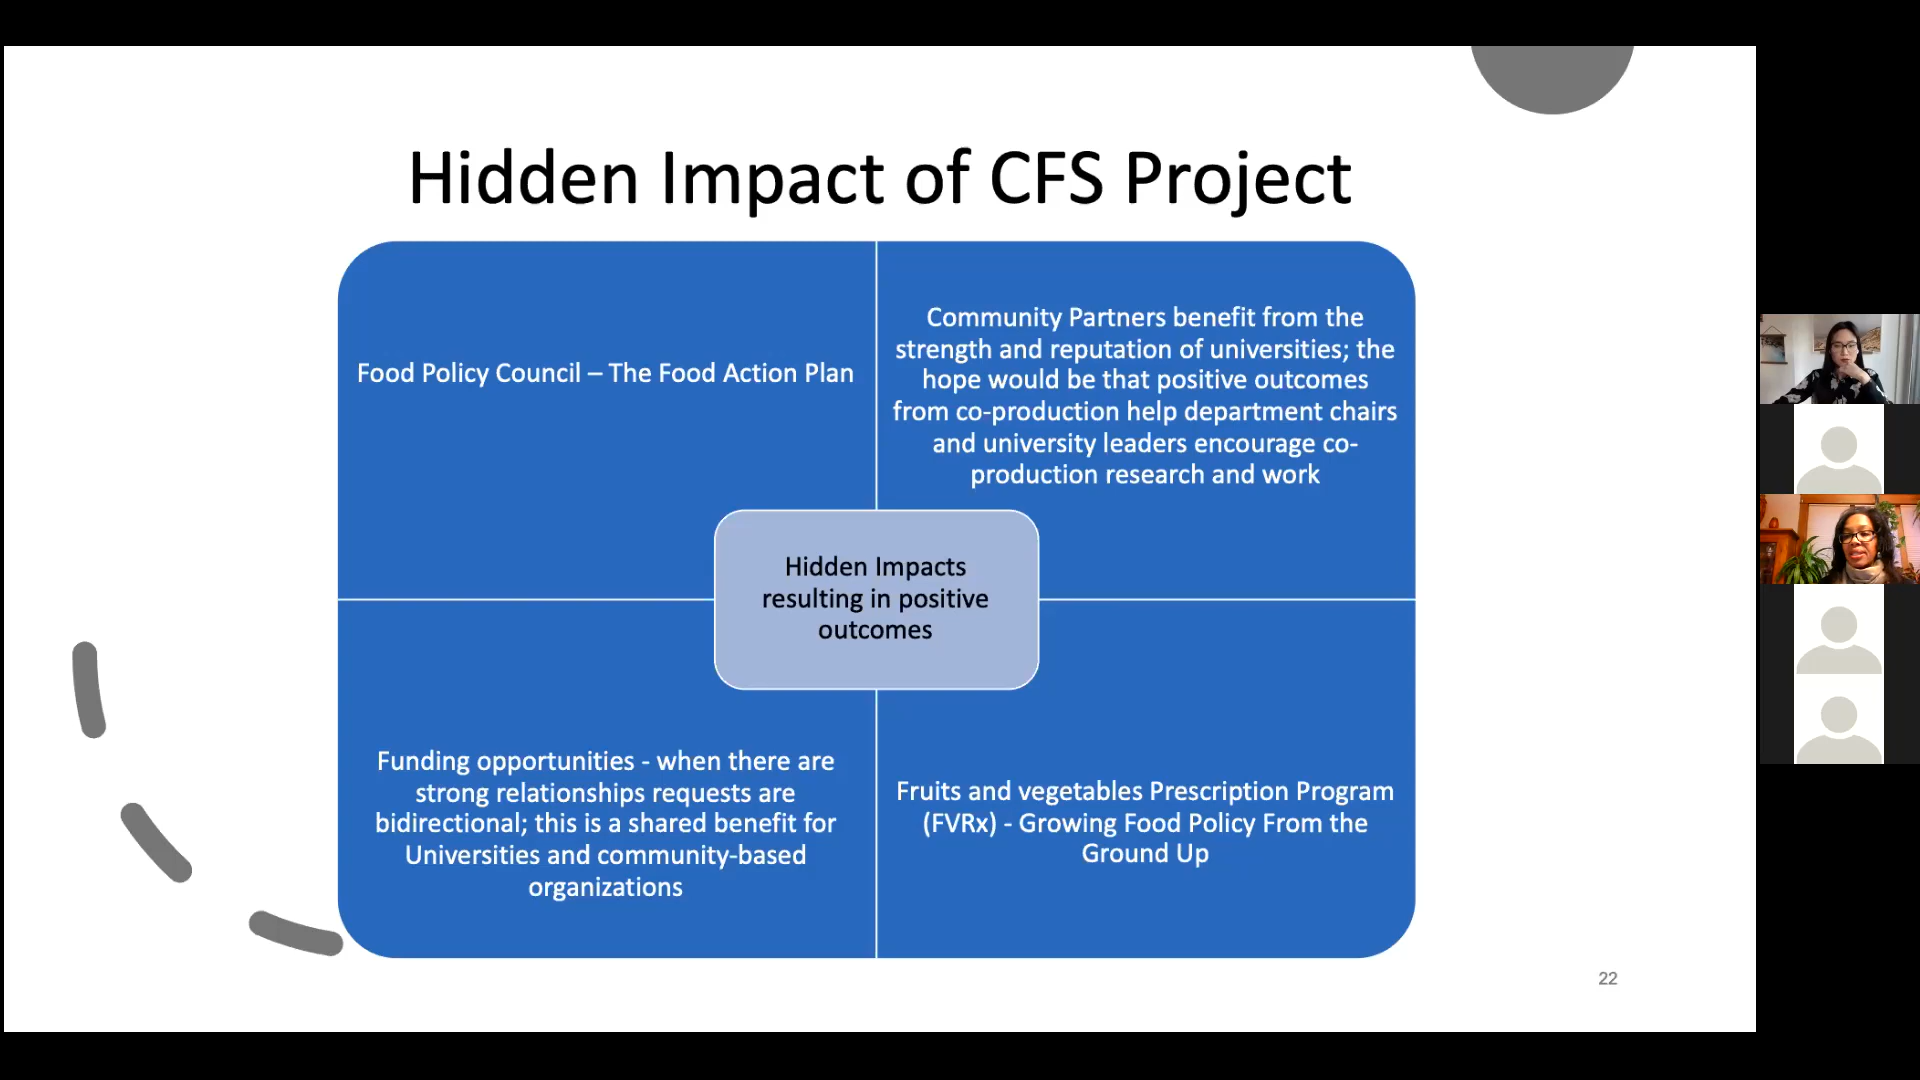 Hidden Impact of CFS Project
Food Policy Council – The Food Action Plan
Community Partners benefit from the
strength and reputation of universities; the
hope would be that positive outcomes
from co-production help department chairs
and university leaders encourage co-
production research and work
Hidden Impacts
resulting in positive
outcomes
Funding opportunities - when there are
strong relationships requests are
bidirectional; this is a shared benefit for
Universities and community-based
organizations
Fruits and vegetables Prescription Program
(FVRx) - Growing Food Policy From the
Ground Up
22